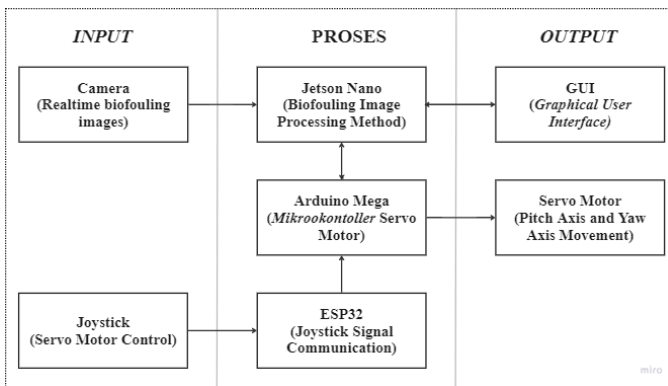 INPUT
PROSES
OUTPUT
Camera
(Realtime biofouling
images)
Jetson Nano
(Biofouling Image
Processing Method)
GUI
(Graphical User
Interface)
Arduino Mega
(Mikrookontoller Servo
Motor)
Servo Motor
(Pitch Axis and Yaw
Axis Movement)
Joystick
(Servo Motor Control)
ESP32
(Joystick Signal
Communication)
miro